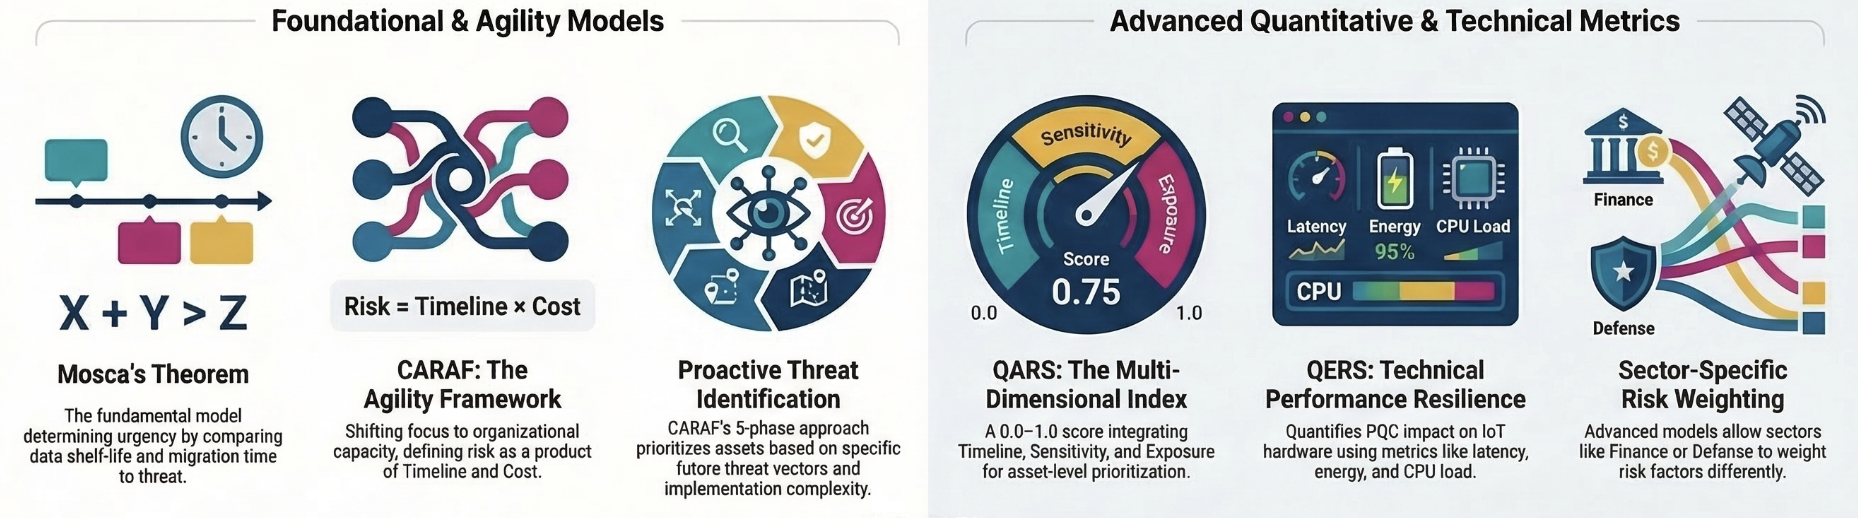 Foundational & Agility Models
X + Y > Z
Mosca's Theorem
The fundamental model
determining urgency by comparing
data shelf-life and migration time
to threat.
Risk = Timeline × Cost
CARAF: The
Agility Framework
Shifting focus to organizational
capacity, defining risk as a product
of Timeline and Cost.
Proactive Threat
Identification
CARAF's 5-phase approach
prioritizes assets based on specific
futore threat vectors and
implementation complexity.
Advanced Quantitative & Technical Metrics
Timeline
Sensitivity
Exposure
Score
0.75
0.0
1.0
QARS: The Multi-
Dimensional Index
A 0.0–1.0 score integrating
Timeline, Sensitivity, and Exposure
for asset-level prioritization.
Latency
Energy
CPU Load
95%
CPU
QERS: Technical
Performance Resilience
Quantifies PQC impact on IoT
hardware using metrics like latency,
energy, and CPU load.
$
$
Finance
Defense
Sector-Specific
Risk Weighting
Advanced models allow sectors
like Finance or Defanse to weight
risk factors differently.